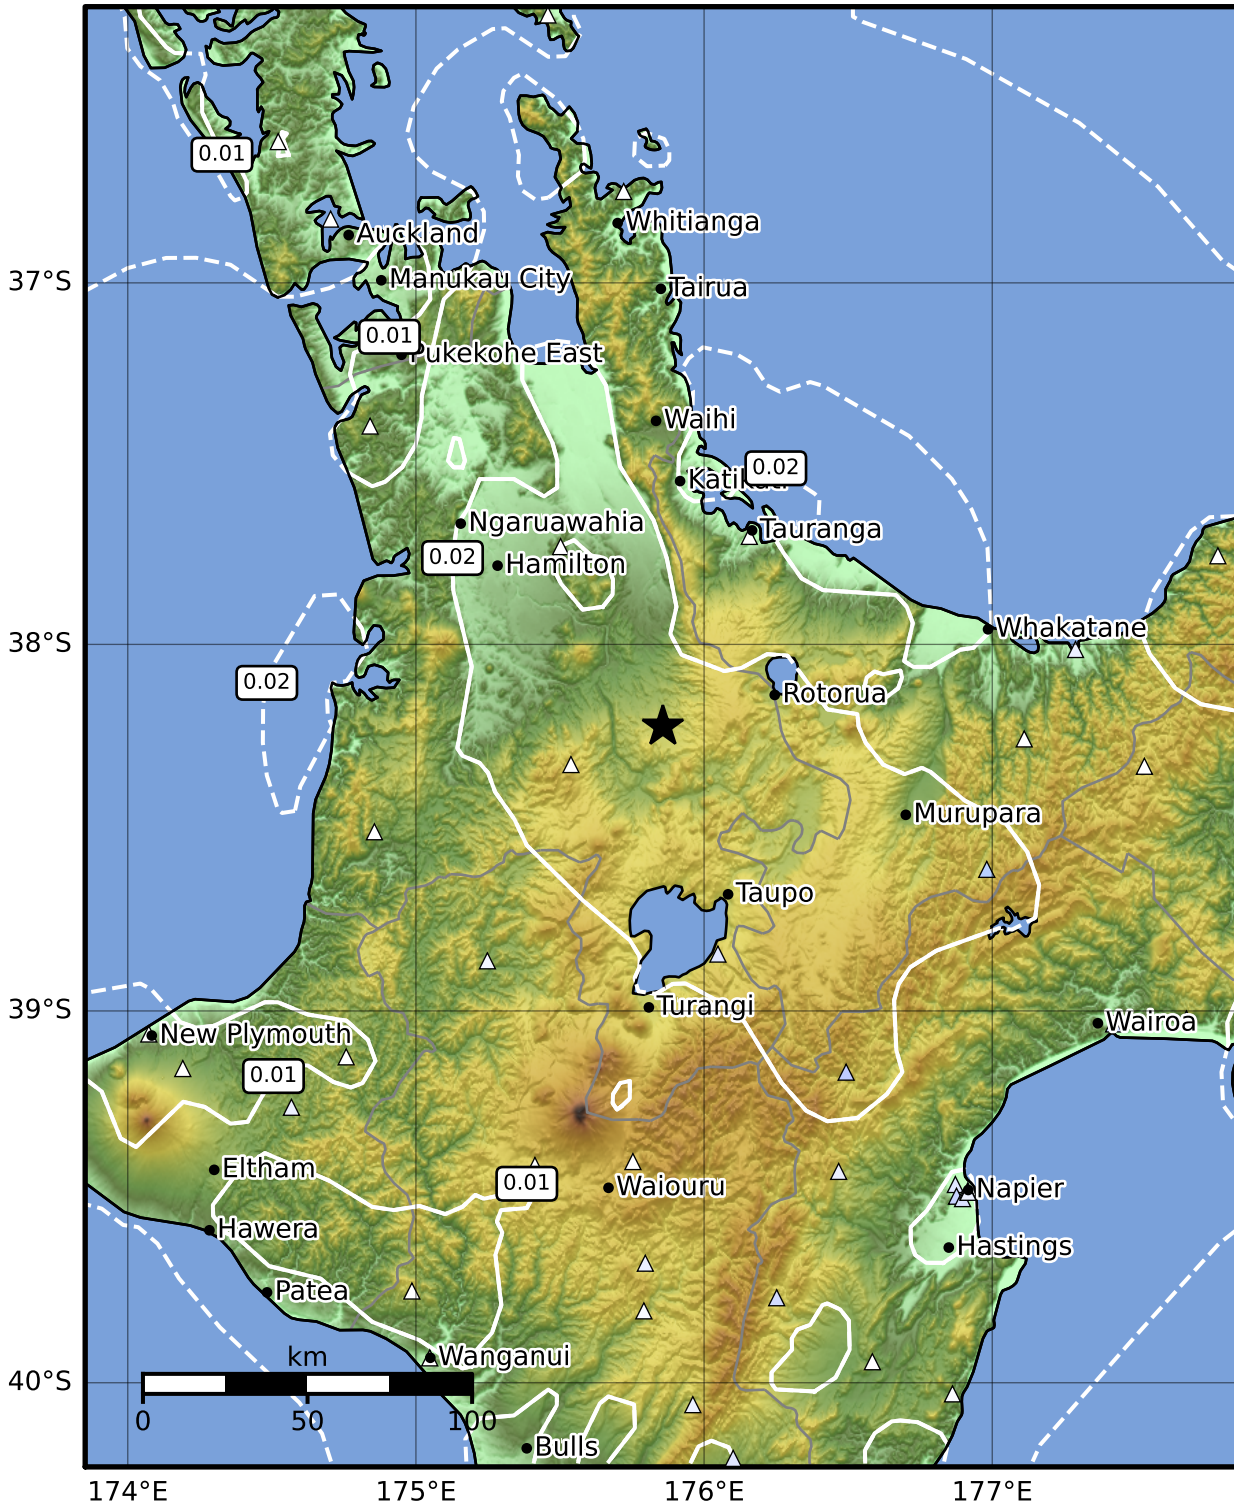 0.01
Auckland
Whitianga
Manukau City
37°S
Tairua
0.01
Pukekohe East
Waihi
0.02
Katikati
Ngaruawahia
Tauranga
0.02
Hamilton
38°S
Whakatane
0.02
Rotorua
Murupara
Taupo
39°S
Turangi
Wairoa
New Plymouth
0.01
Eltham
0.01
Waiouru
Napier
Hawera
Hastings
Patea
km
Wanganui
40°S
0 50 100
Bulls
174°E 175°E 176°E 177°E